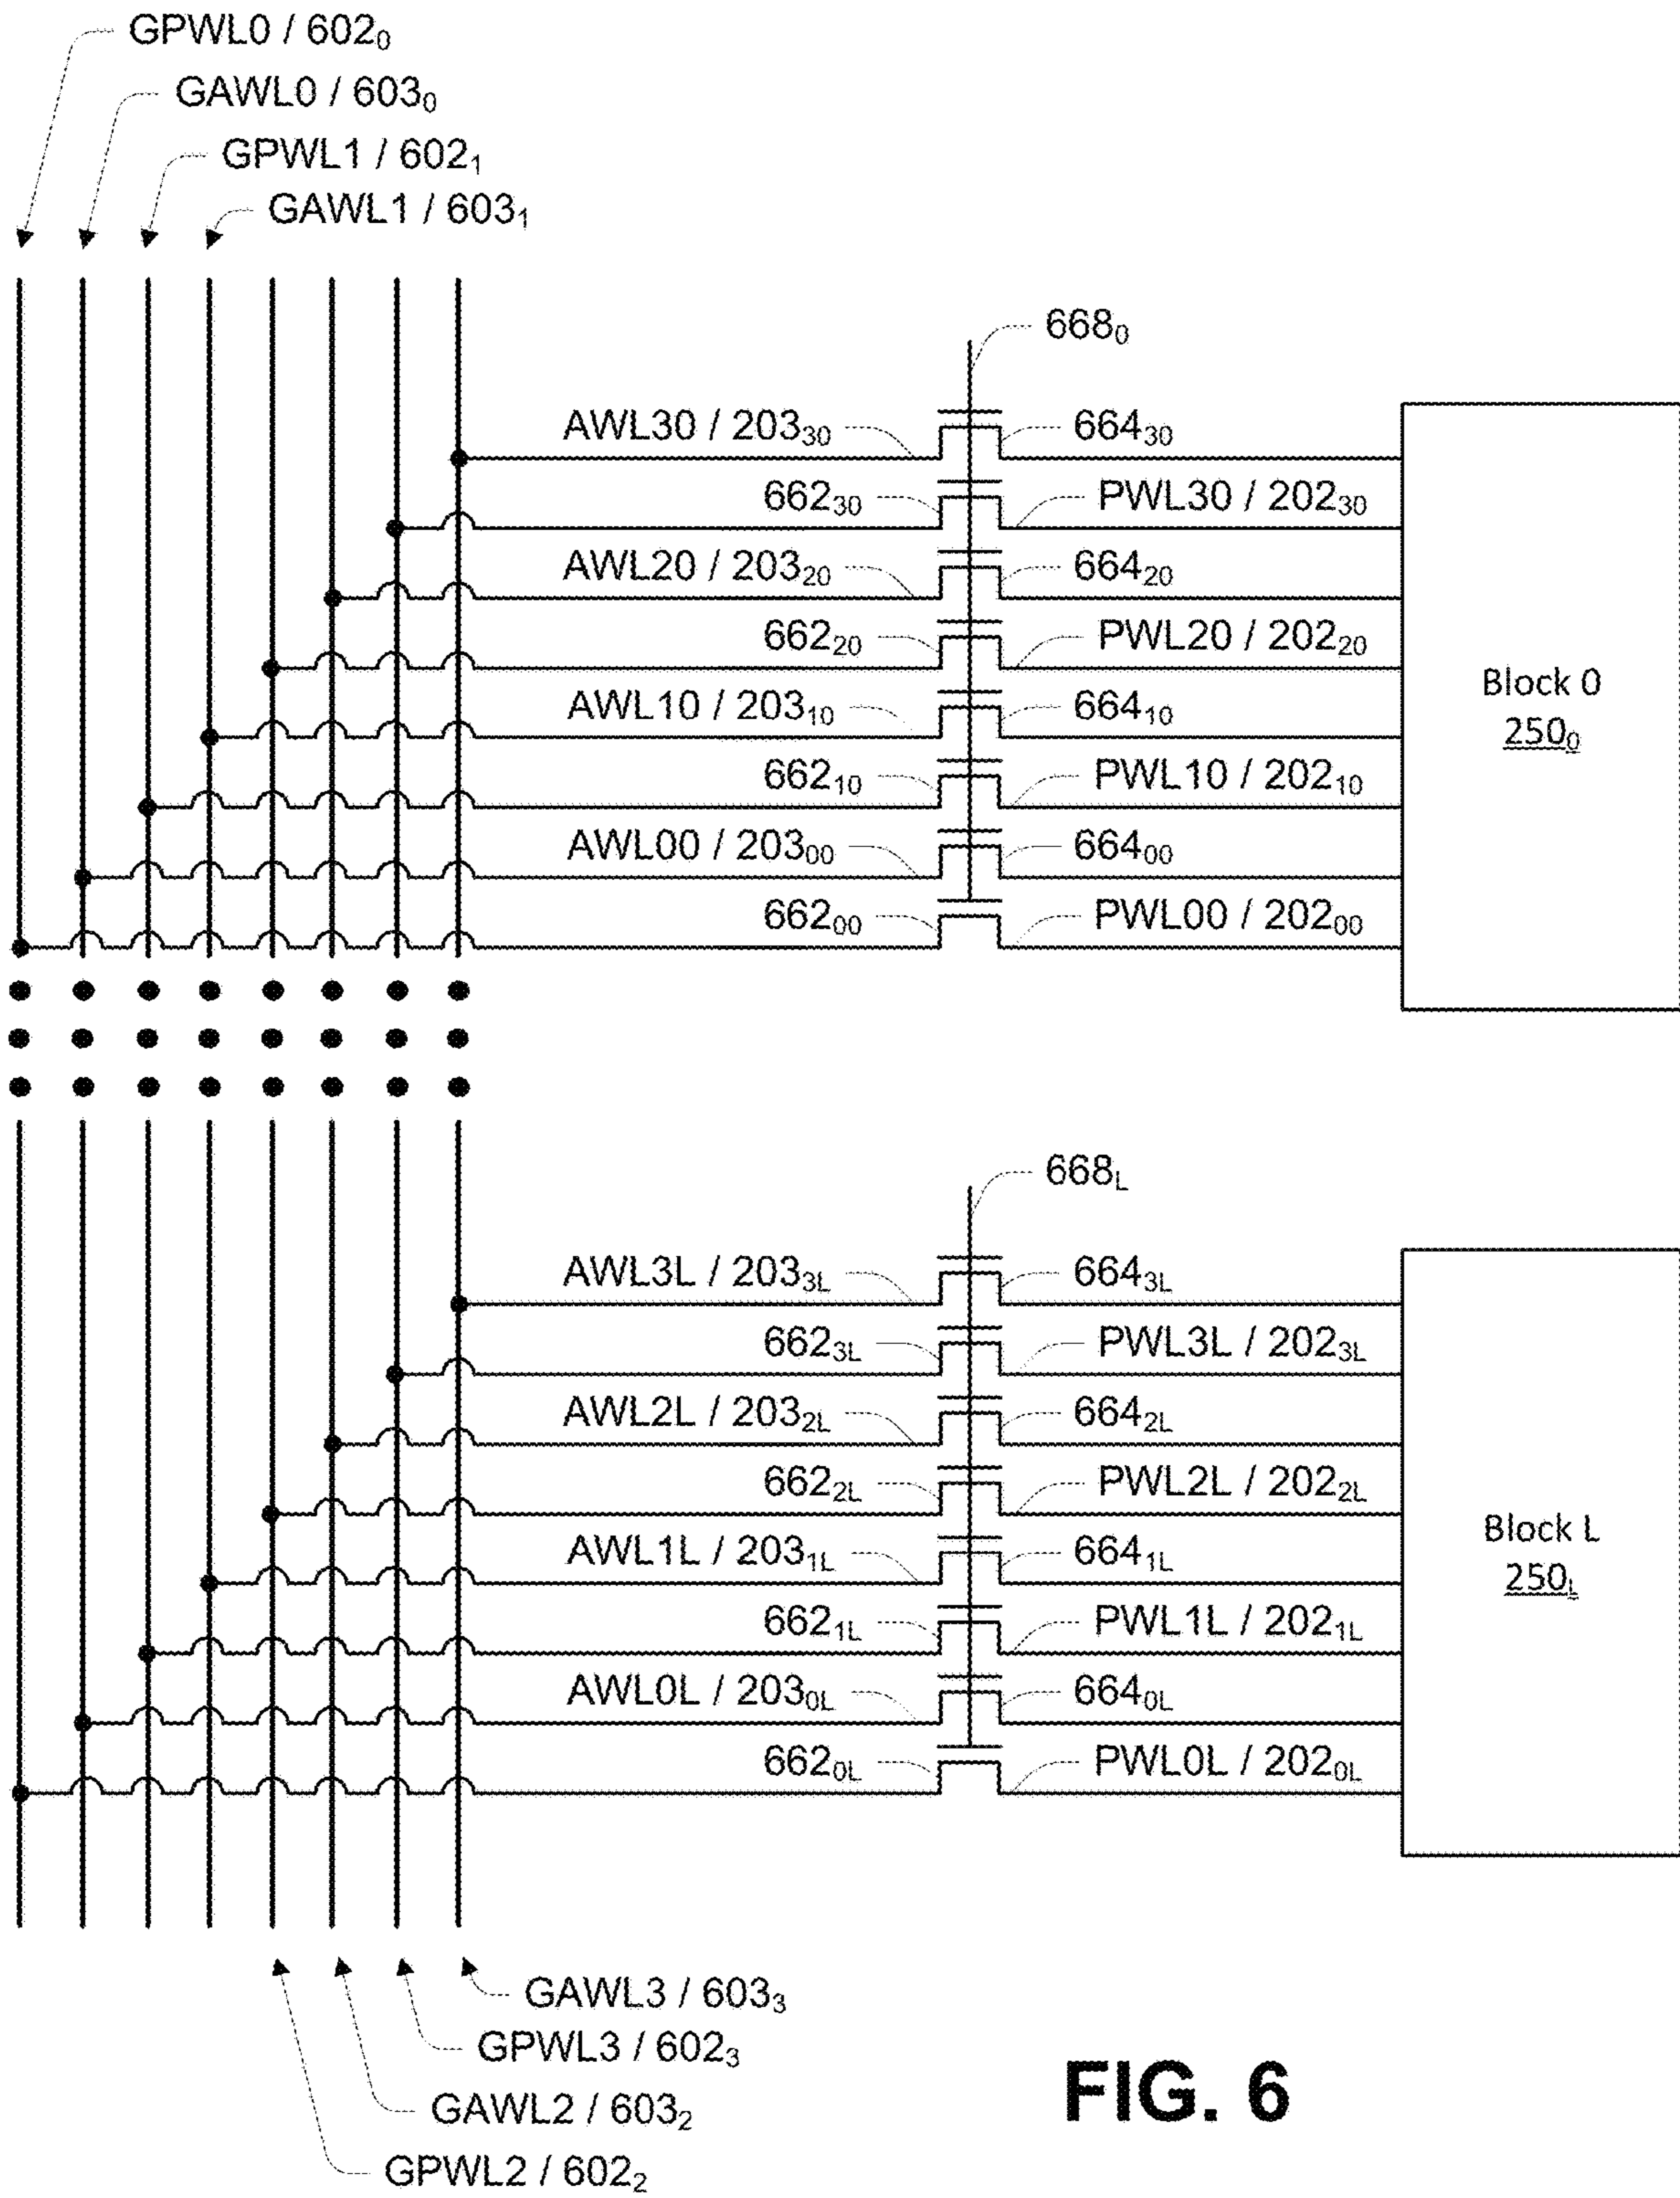 GPWL0 / 602₀
GAWL0 / 603₀
GPWL1 / 602₁
GAWL1 / 603₁
668₀
AWL30 / 203₃₀
664₃₀
662₃₀
PWL30 / 202₃₀
AWL20 / 203₂₀
664₂₀
662₂₀
PWL20 / 202₂₀
AWL10 / 203₁₀
664₁₀
662₁₀
PWL10 / 202₁₀
AWL00 / 203₀₀
664₀₀
662₀₀
PWL00 / 202₀₀
Block 0
250₀
668L
AWL3L / 203₃L
664₃L
662₃L
PWL3L / 202₃L
AWL2L / 203₂L
664₂L
662₂L
PWL2L / 202₂L
AWL1L / 203₁L
664₁L
662₁L
PWL1L / 202₁L
AWL0L / 203₀L
664₀L
662₀L
PWL0L / 202₀L
Block L
250L
GAWL3 / 603₃
GPWL3 / 602₃
GAWL2 / 603₂
GPWL2 / 602₂
FIG. 6